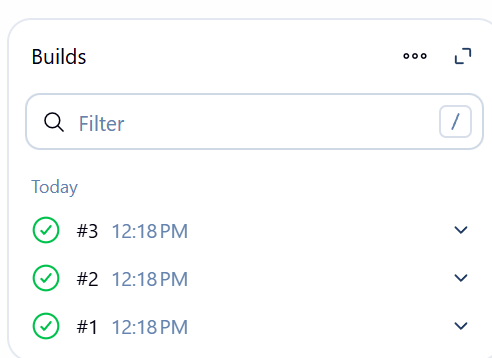 Builds
Filter /
Today
#3 12:18 PM
#2 12:18 PM
#1 12:18 PM